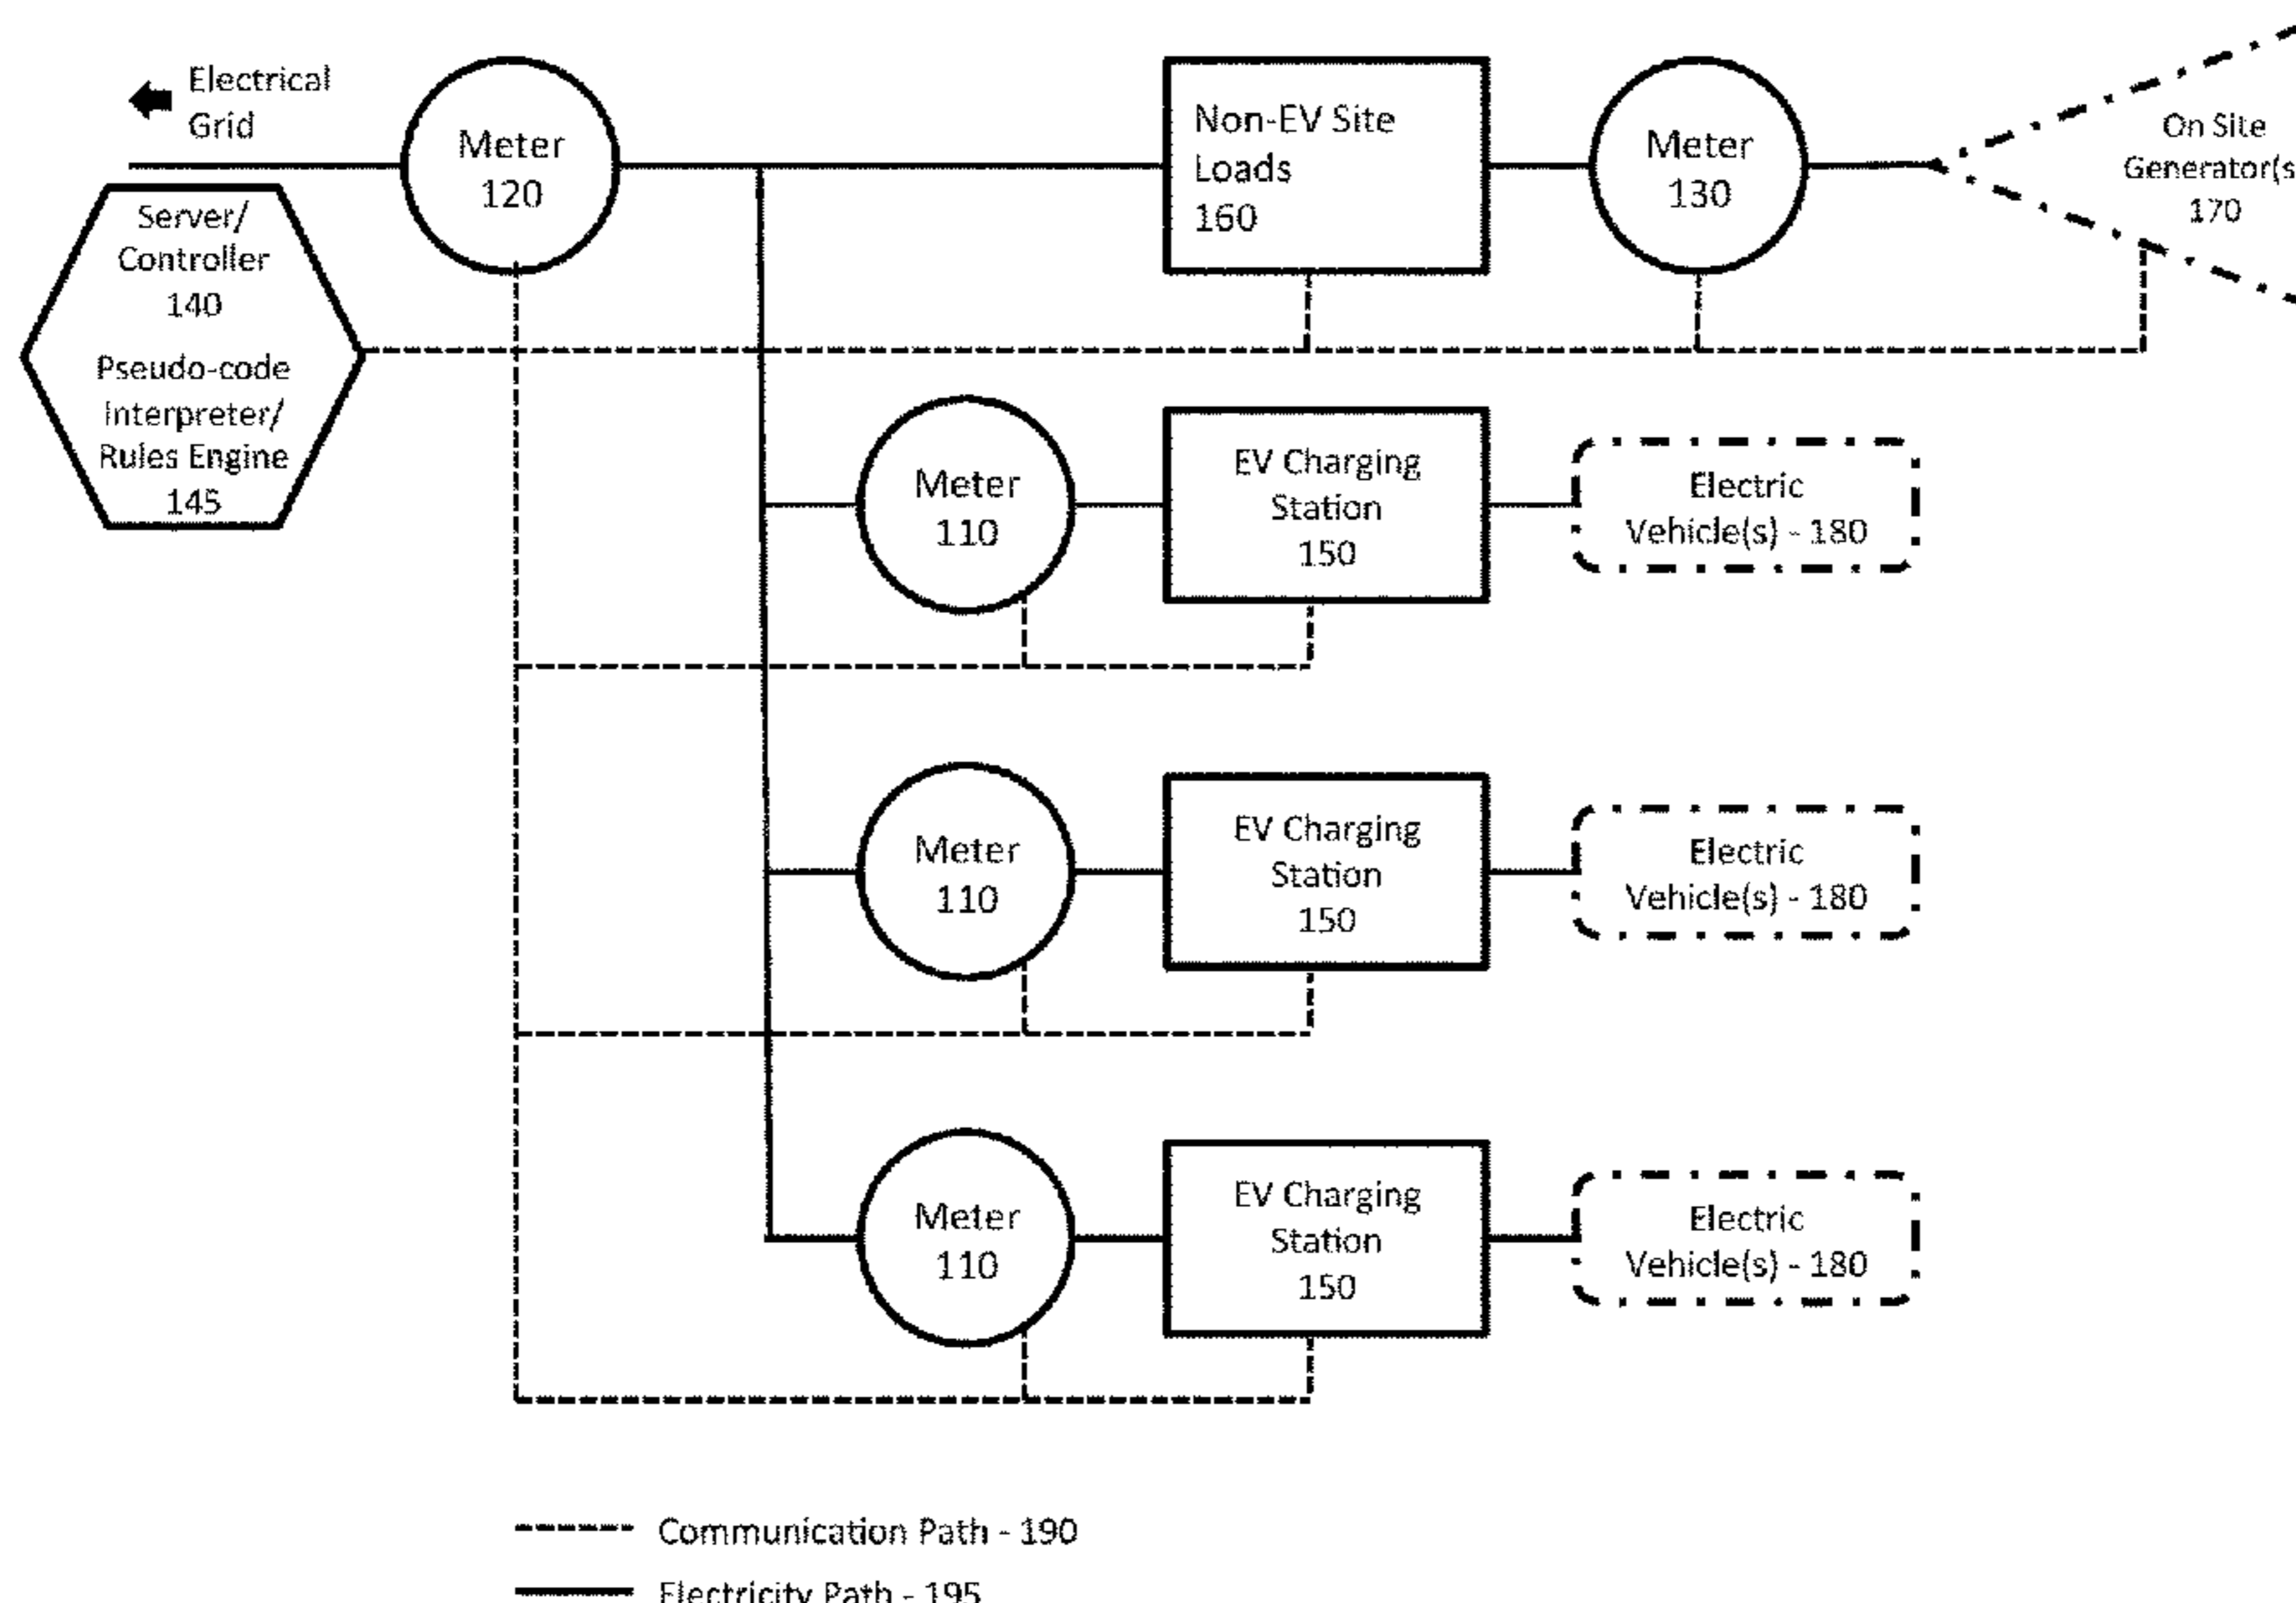 Electrical
Grid
Meter
120
Non-EV Site
Loads
160
Meter
130
On Site
Generator(s
170
Server/
Controller
140
Pseudo-code
Interpreter/
Rules Engine
145
Meter
110
EV Charging
Station
150
Electric
Vehicle(s) - 180
Meter
110
EV Charging
Station
150
Electric
Vehicle(s) - 180
Meter
110
EV Charging
Station
150
Electric
Vehicle(s) - 180
Communication Path - 190
Electricity Path - 195